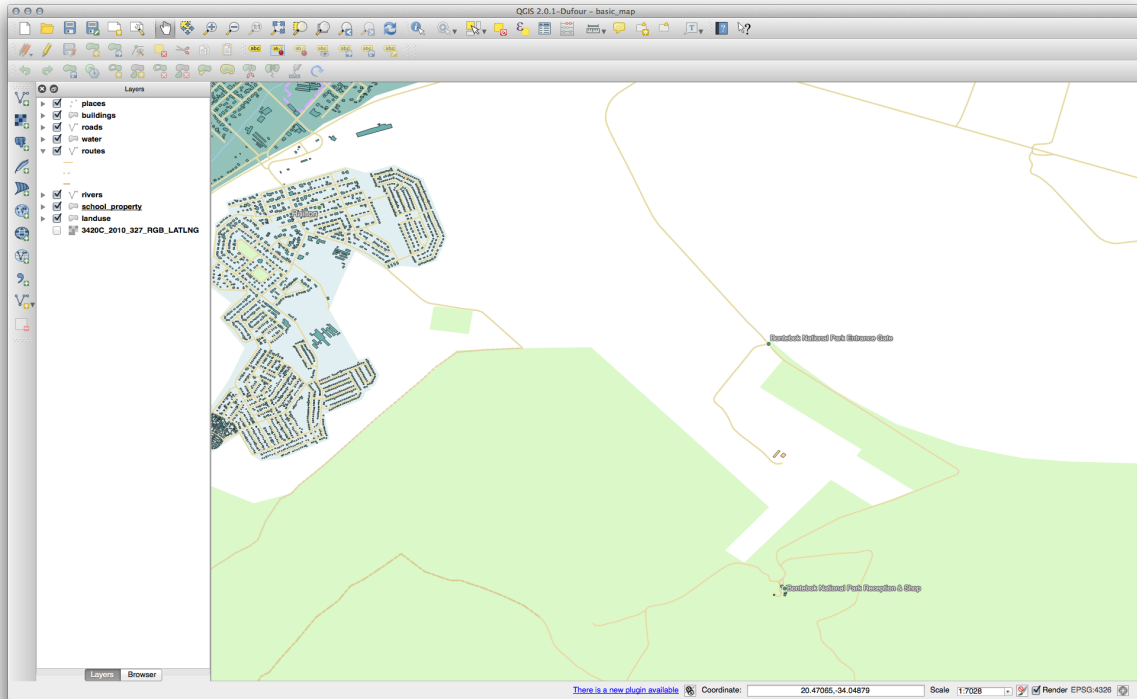 QGIS 2.0.1-Dufour - basic_map
Layers
places
buildings
roads
water
routes
rivers
school_property
landuse
3420C_2010_327_RGB_LATLNG
Railton
Bontebok National Park Entrance Gate
Bontebok National Park Reception & Shop
Layers
Browser
There is a new plugin available
Coordinate:
20.47065,-34.04879
Scale
1:7028
Render
EPSG:4326